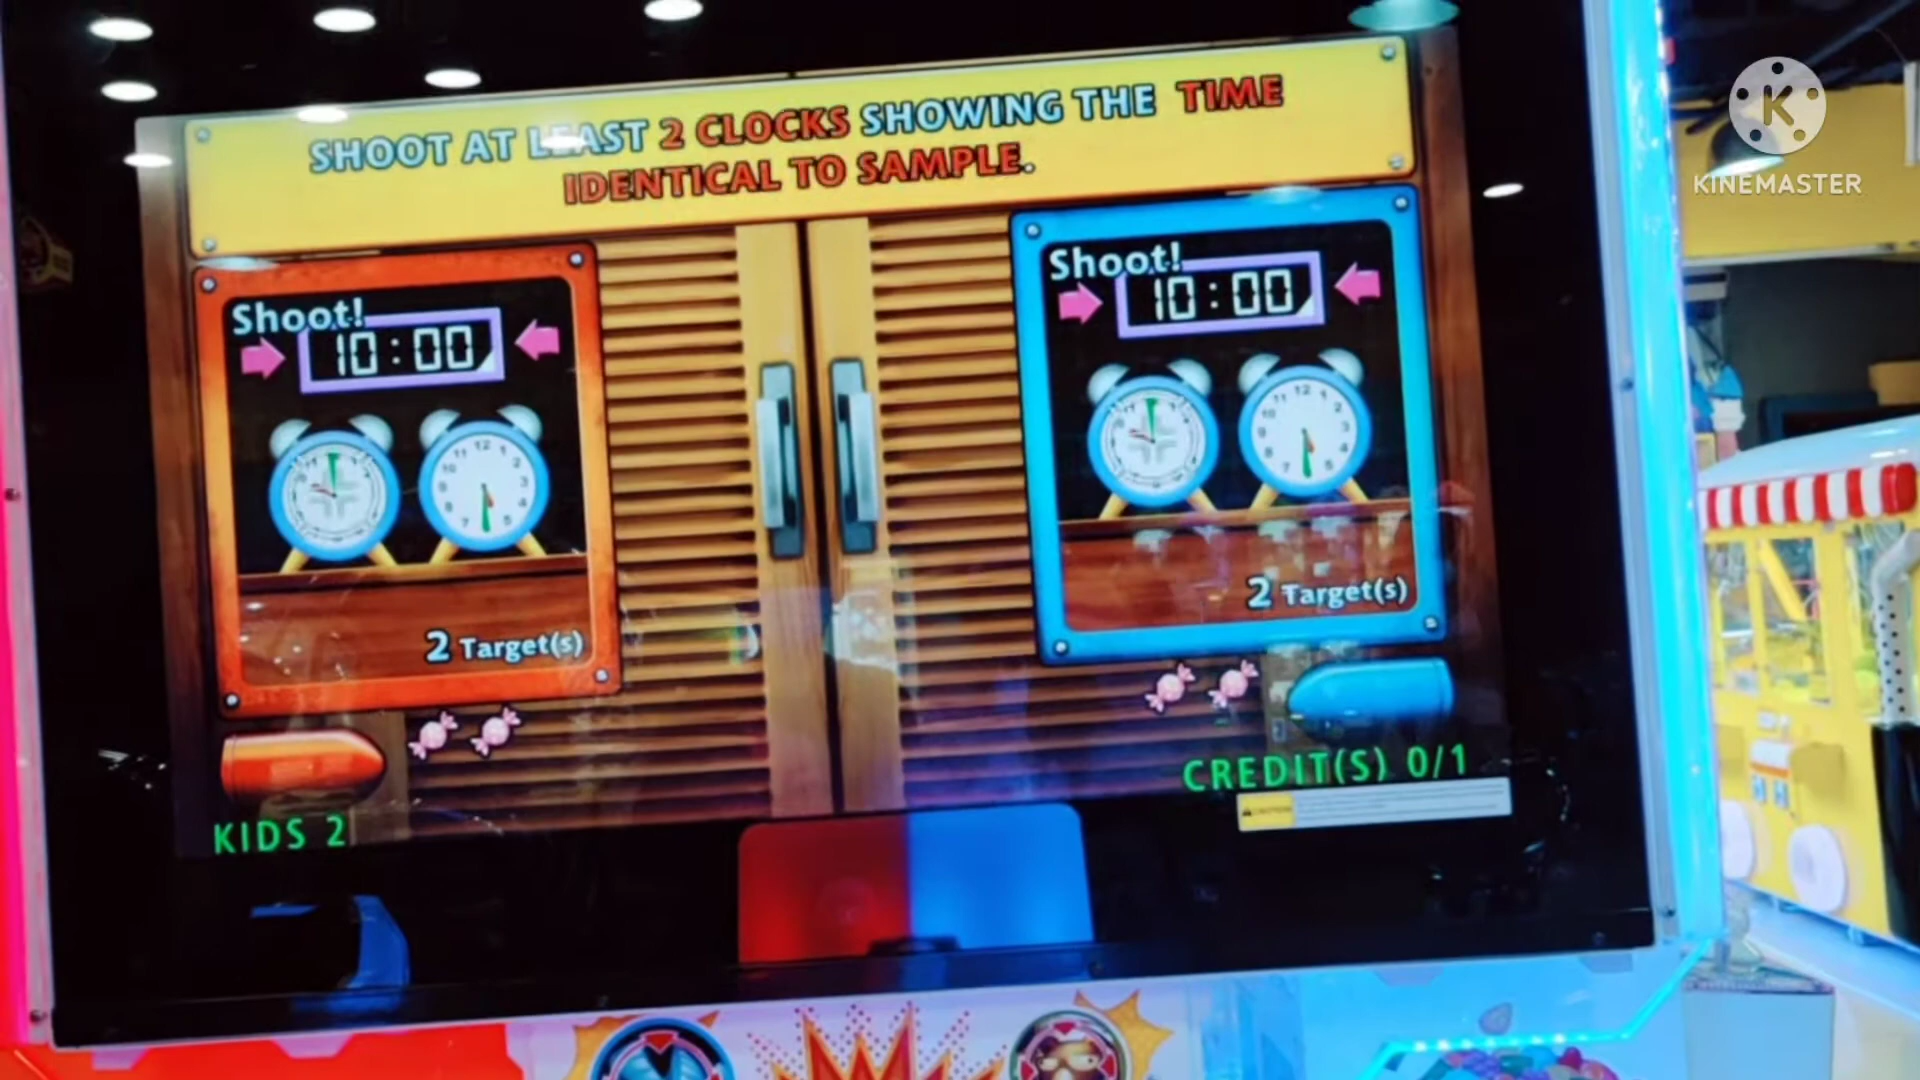 SHOOT AT LEAST 2 CLOCKS SHOWING THE TIME
IDENTICAL TO SAMPLE.
KINEMASTER
Shoot!
10:00
2 Target(s)
Shoot!
10:00
2 Target(s)
KIDS 2
CREDIT(S) 0/1